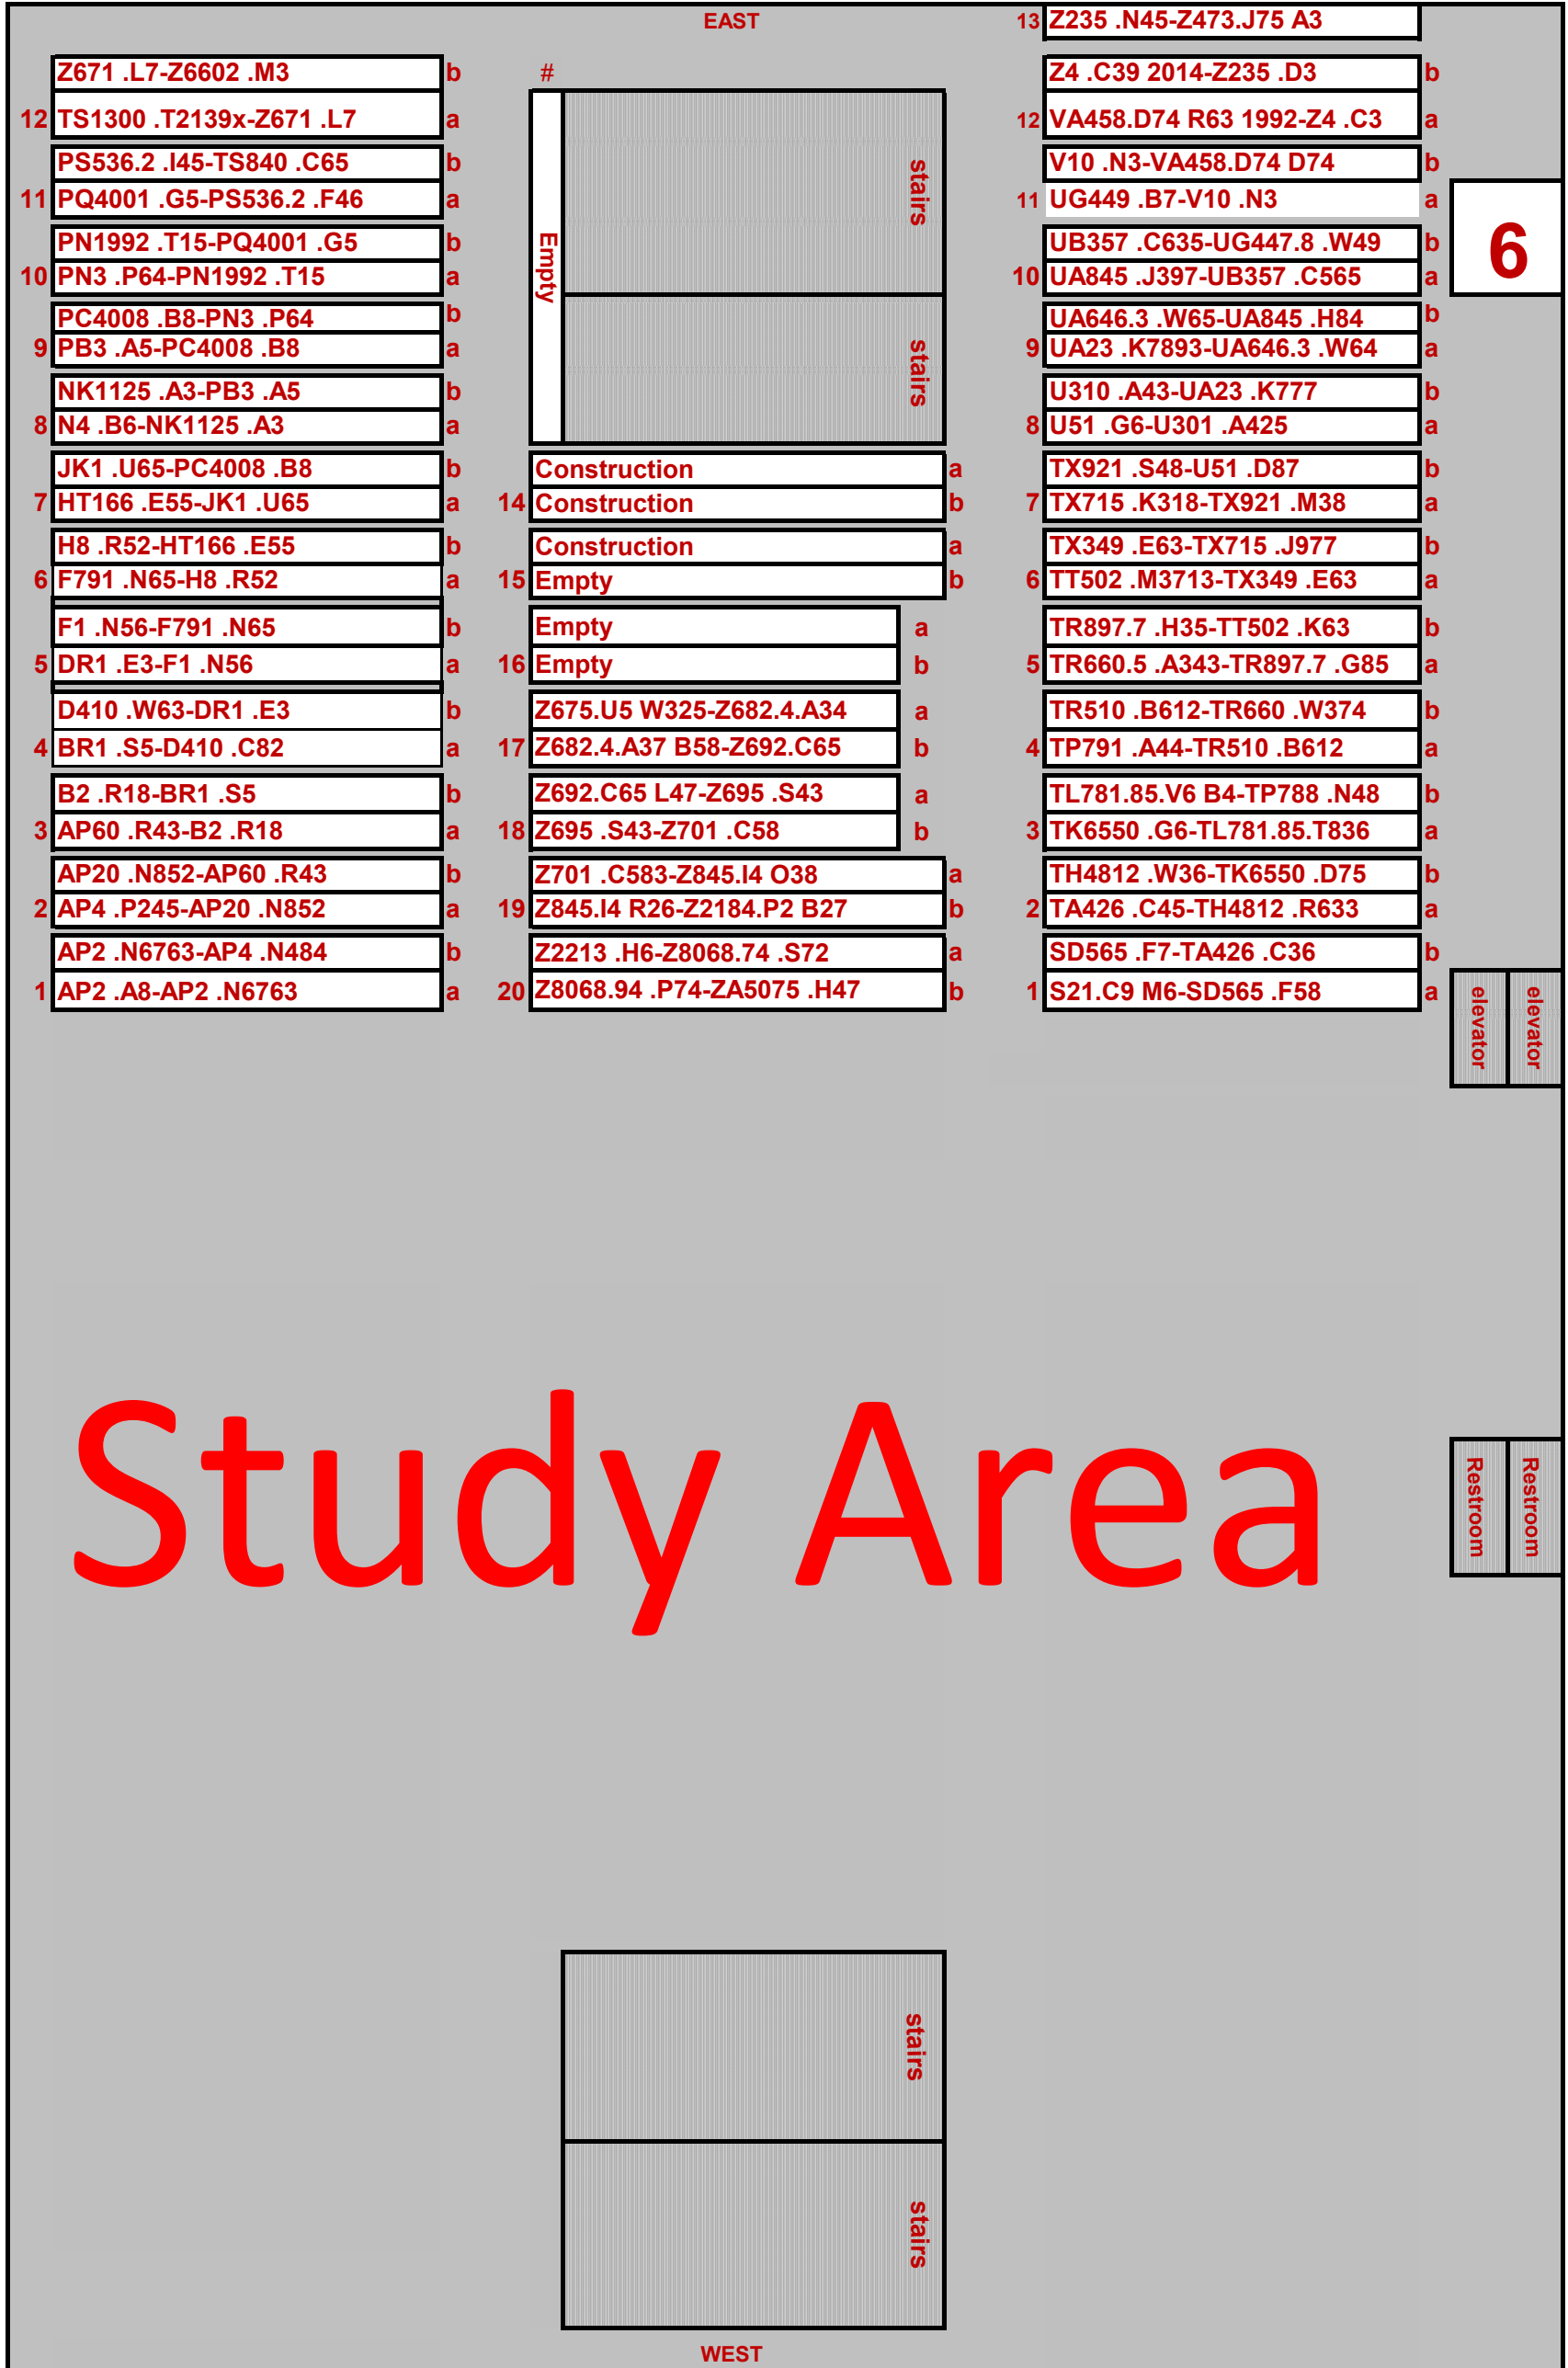 EAST
13 Z235 .N45-Z473.J75 A3
Z671 .L7-Z6602 .M3 b
12 TS1300 .T2139x-Z671 .L7 a
PS536.2 .I45-TS840 .C65 b
11 PQ4001 .G5-PS536.2 .F46 a
PN1992 .T15-PQ4001 .G5 b
10 PN3 .P64-PN1992 .T15 a
PC4008 .B8-PN3 .P64 b
9 PB3 .A5-PC4008 .B8 a
NK1125 .A3-PB3 .A5 b
8 N4 .B6-NK1125 .A3 a
JK1 .U65-PC4008 .B8 b
7 HT166 .E55-JK1 .U65 a
H8 .R52-HT166 .E55 b
6 F791 .N65-H8 .R52 a
F1 .N56-F791 .N65 b
5 DR1 .E3-F1 .N56 a
D410 .W63-DR1 .E3 b
4 BR1 .S5-D410 .C82 a
B2 .R18-BR1 .S5 b
3 AP60 .R43-B2 .R18 a
AP20 .N852-AP60 .R43 b
2 AP4 .P245-AP20 .N852 a
AP2 .N6763-AP4 .N484 b
1 AP2 .A8-AP2 .N6763 a
#
Empty
stairs
stairs
Construction a
14 Construction b
Construction a
15 Empty b
Empty a
16 Empty b
Z675.U5 W325-Z682.4.A34 a
17 Z682.4.A37 B58-Z692.C65 b
Z692.C65 L47-Z695 .S43 a
18 Z695 .S43-Z701 .C58 b
Z701 .C583-Z845.I4 O38 a
19 Z845.I4 R26-Z2184.P2 B27 b
Z2213 .H6-Z8068.74 .S72 a
20 Z8068.94 .P74-ZA5075 .H47 b
Z4 .C39 2014-Z235 .D3 b
12 VA458.D74 R63 1992-Z4 .C3 a
V10 .N3-VA458.D74 D74 b
11 UG449 .B7-V10 .N3 a
UB357 .C635-UG447.8 .W49 b
10 UA845 .J397-UB357 .C565 a
UA646.3 .W65-UA845 .H84 b
9 UA23 .K7893-UA646.3 .W64 a
U310 .A43-UA23 .K777 b
8 U51 .G6-U301 .A425 a
TX921 .S48-U51 .D87 b
7 TX715 .K318-TX921 .M38 a
TX349 .E63-TX715 .J977 b
6 TT502 .M3713-TX349 .E63 a
TR897.7 .H35-TT502 .K63 b
5 TR660.5 .A343-TR897.7 .G85 a
TR510 .B612-TR660 .W374 b
4 TP791 .A44-TR510 .B612 a
TL781.85.V6 B4-TP788 .N48 b
3 TK6550 .G6-TL781.85.T836 a
TH4812 .W36-TK6550 .D75 b
2 TA426 .C45-TH4812 .R633 a
SD565 .F7-TA426 .C36 b
1 S21.C9 M6-SD565 .F58 a
6
elevator
elevator
Study Area
Restroom
Restroom
stairs
stairs
WEST